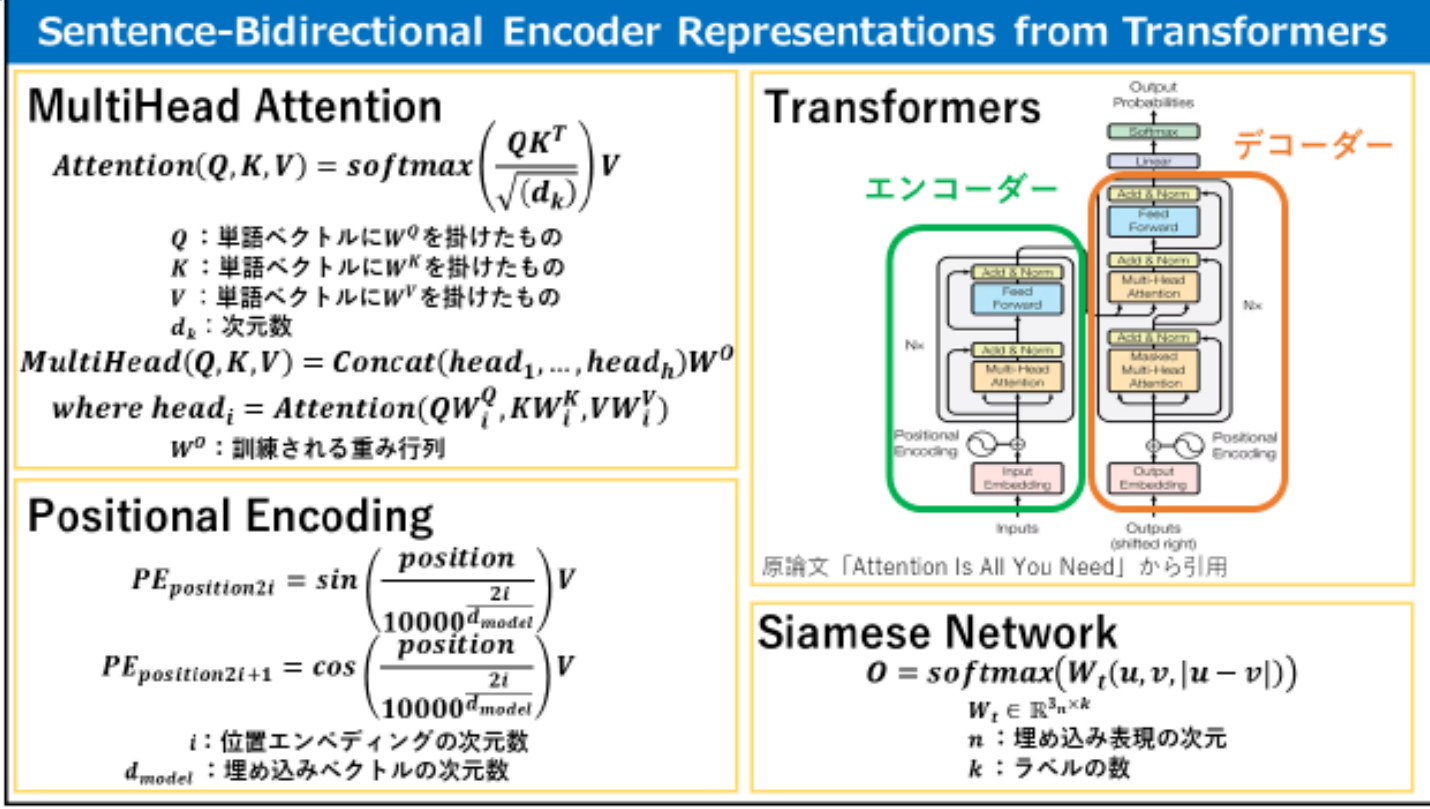 Sentence-Bidirectional Encoder Representations from Transformers
MultiHead Attention
Attention(Q, K, V) = softmax(QK^T / √(d_k)) V
Q ：単語ベクトルにW^Qを掛けたもの
K ：単語ベクトルにW^Kを掛けたもの
V ：単語ベクトルにW^Vを掛けたもの
d_k：次元数
MultiHead(Q, K, V) = Concat(head_1, ..., head_h)W^O
where head_i = Attention(QW_i^Q, KW_i^K, VW_i^V)
W^O：訓練される重み行列
Positional Encoding
PE_position2i = sin(position / 10000^(2i / d_model)) V
PE_position2i+1 = cos(position / 10000^(2i / d_model)) V
i：位置エンベディングの次元数
d_model：埋め込みベクトルの次元数
Transformers
エンコーダー
デコーダー
Output
Probabilities
Softmax
Linear
Add & Norm
Feed
Forward
Add & Norm
Multi-Head
Attention
Add & Norm
Masked
Multi-Head
Attention
N×
Positional
Encoding
Output
Embedding
Outputs
(shifted right)
Add & Norm
Feed
Forward
Add & Norm
Multi-Head
Attention
N×
Positional
Encoding
Input
Embedding
Inputs
原論文「Attention Is All You Need」から引用
Siamese Network
O = softmax(W_t(u, v, |u − v|))
W_t ∈ ℝ^(3_n×k)
n ：埋め込み表現の次元
k ：ラベルの数